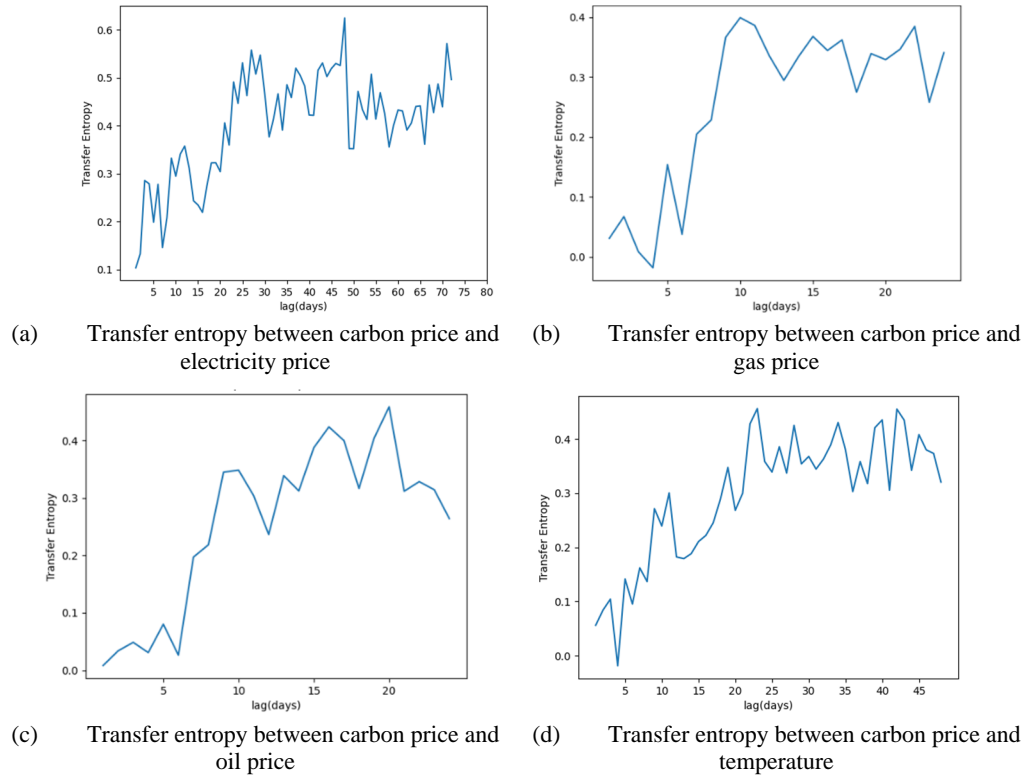 0.6
0.5
0.4
0.3
0.2
0.1
Transfer Entropy
5 10 15 20 25 30 35 40 45 50 55 60 65 70 75 80
lag(days)
(a) Transfer entropy between carbon price and
electricity price
0.4
0.3
0.2
0.1
0.0
Transfer Entropy
5 10 15 20
lag(days)
(b) Transfer entropy between carbon price and
gas price
0.4
0.3
0.2
0.1
0.0
Transfer Entropy
5 10 15 20
lag(days)
(c) Transfer entropy between carbon price and
oil price
0.4
0.3
0.2
0.1
0.0
Transfer Entropy
5 10 15 20 25 30 35 40 45
lag(days)
(d) Transfer entropy between carbon price and
temperature